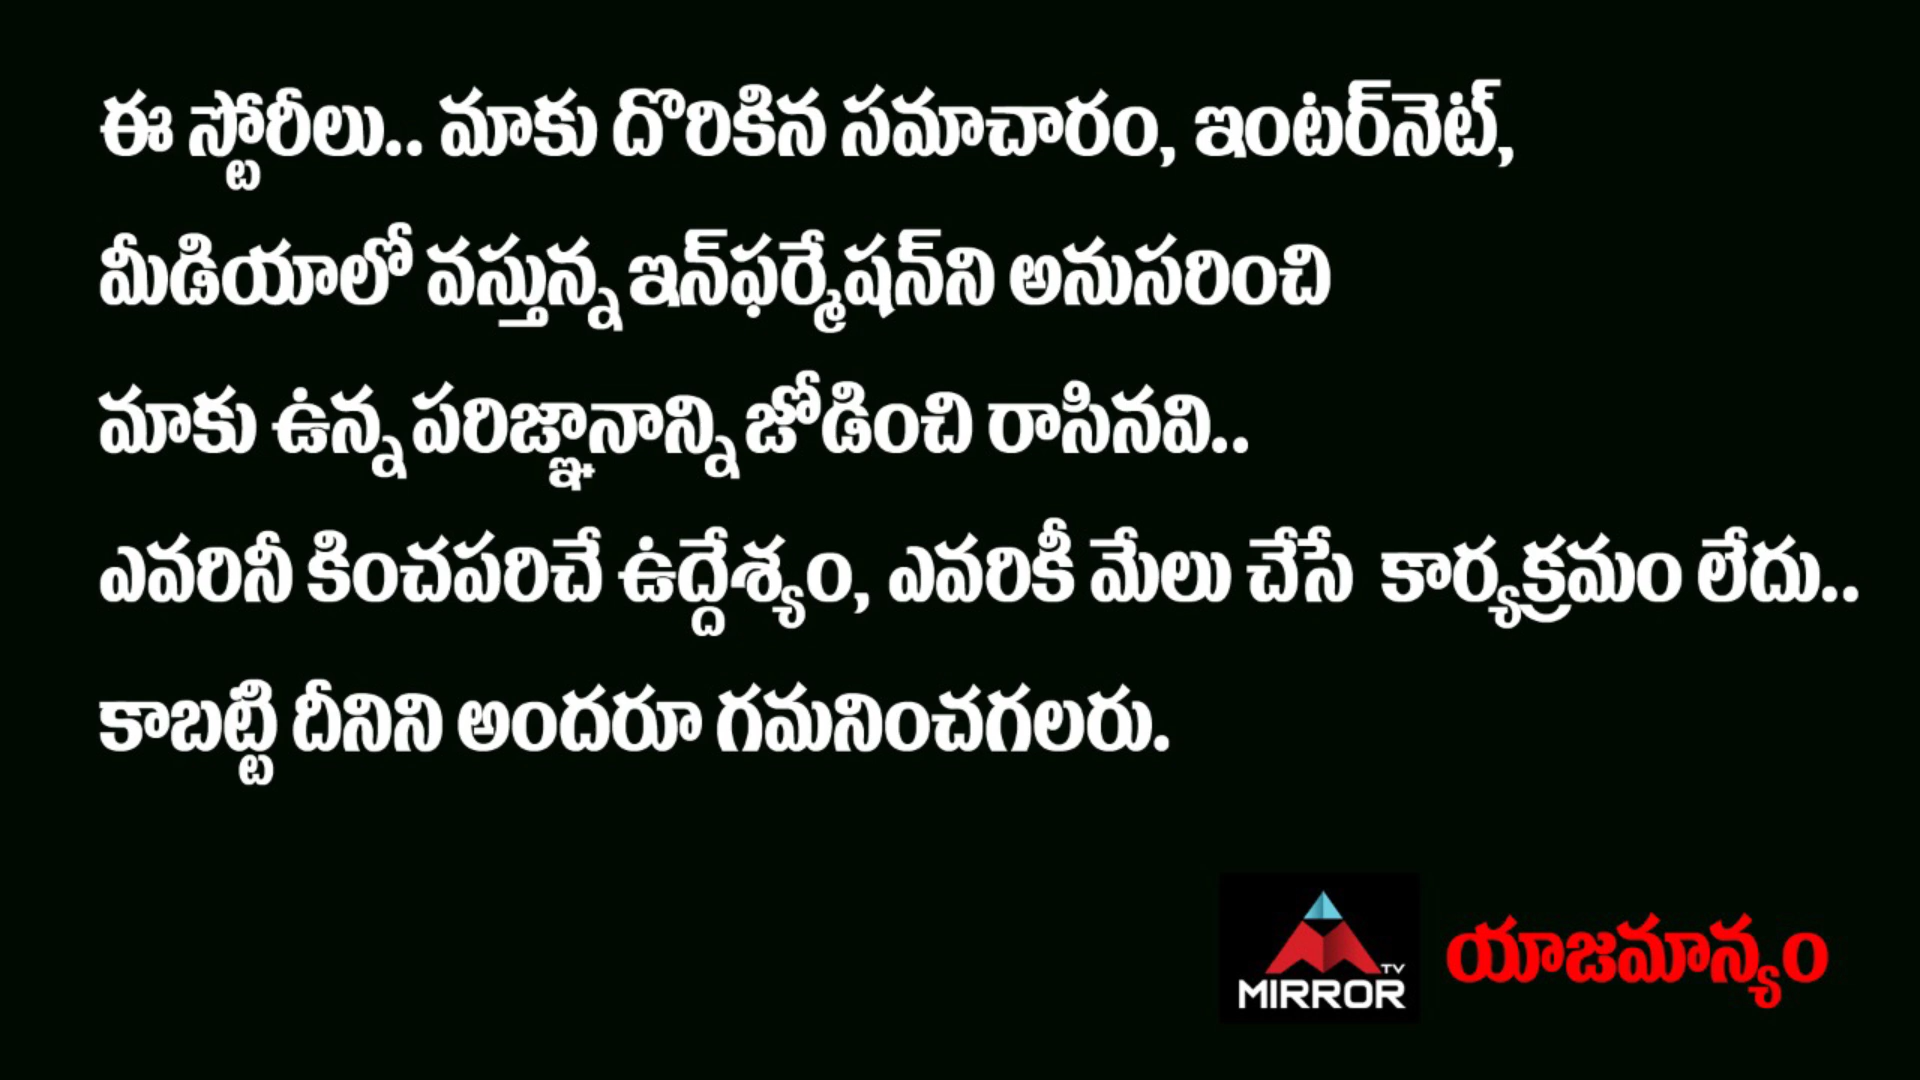 ఈ స్టోరీలు.. మాకు దొరికిన సమాచారం, ఇంటర్‌నెట్,
మీడియాలో వస్తున్న ఇన్‌ఫర్మేషన్‌ని అనుసరించి
మాకు ఉన్న పరిజ్ఞానాన్ని జోడించి రాసినవి..
ఎవరినీ కించపరిచే ఉద్దేశ్యం, ఎవరికీ మేలు చేసే కార్యక్రమం లేదు..
కాబట్టి దీనిని అందరూ గమనించగలరు.
MIRROR TV యాజమాన్యం